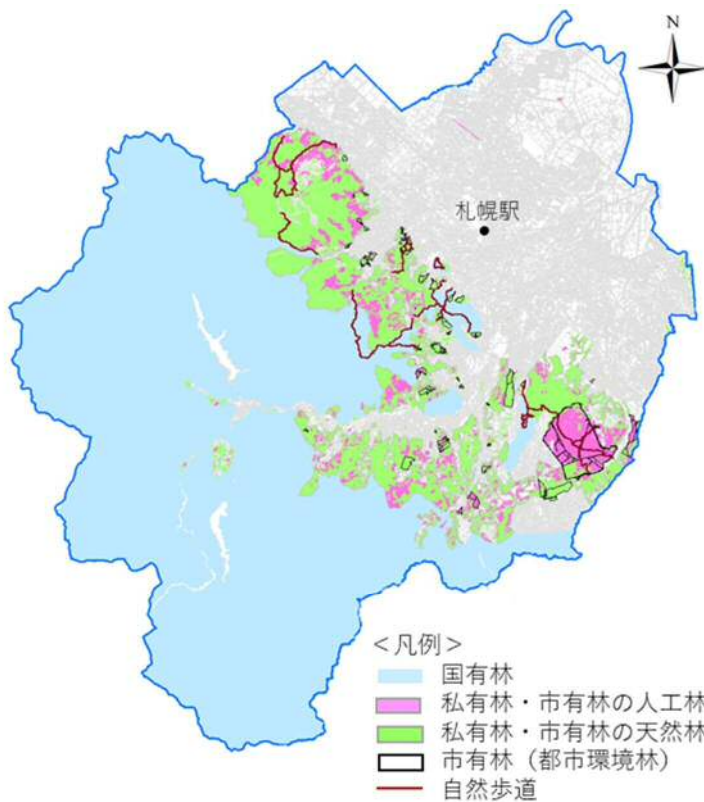 N
札幌駅
＜凡例＞
国有林
私有林・市有林の人工林
私有林・市有林の天然林
市有林（都市環境林）
自然歩道